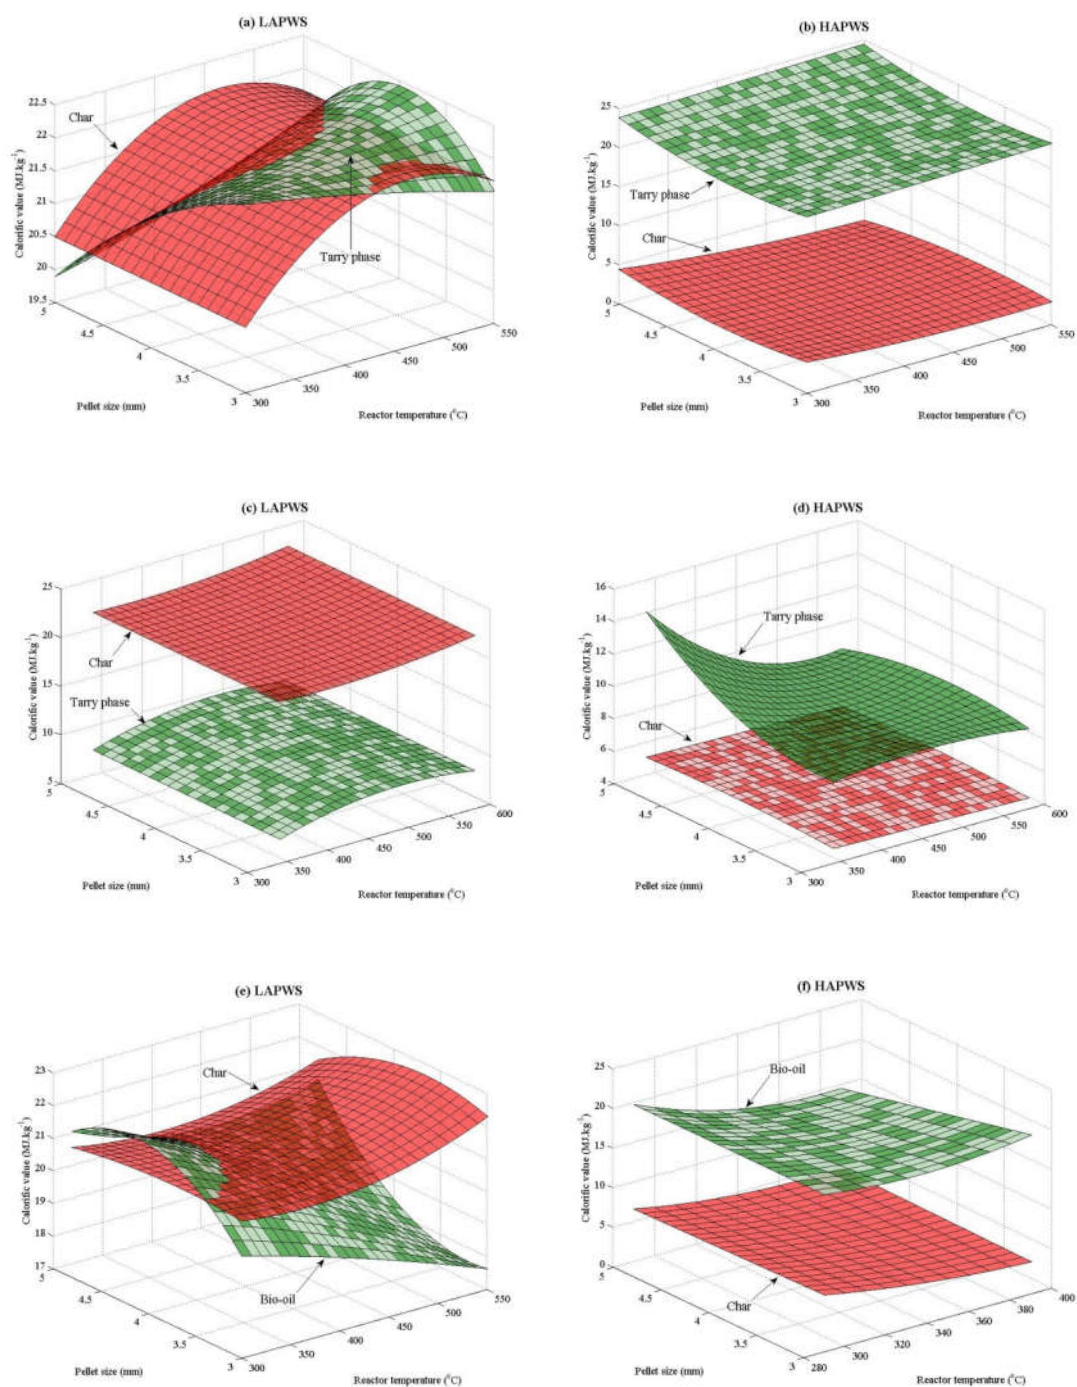 (a) LAPWS
Char
Tarry phase
Calorific value (MJ.kg⁻¹)
22.5
22
21.5
21
20.5
20
19.5
5
4.5
4
3.5
3
300
350
400
450
500
550
Pellet size (mm)
Reactor temperature (⁰C)
(b) HAPWS
Tarry phase
Char
Calorific value (MJ.kg⁻¹)
25
20
15
10
5
0
5
4.5
4
3.5
3
300
350
400
450
500
550
Pellet size (mm)
Reactor temperature (⁰C)
(c) LAPWS
Char
Tarry phase
Calorific value (MJ.kg⁻¹)
25
20
15
10
5
5
4.5
4
3.5
3
300
350
400
450
500
550
600
Pellet size (mm)
Reactor temperature (⁰C)
(d) HAPWS
Tarry phase
Char
Calorific value (MJ.kg⁻¹)
16
14
12
10
8
6
4
5
4.5
4
3.5
3
300
350
400
450
500
550
600
Pellet size (mm)
Reactor temperature (⁰C)
(e) LAPWS
Char
Bio-oil
Calorific value (MJ.kg⁻¹)
23
22
21
20
19
18
17
5
4.5
4
3.5
3
300
350
400
450
500
550
Pellet size (mm)
Reactor temperature (⁰C)
(f) HAPWS
Bio-oil
Char
Calorific value (MJ.kg⁻¹)
25
20
15
10
5
0
5
4.5
4
3.5
3
280
300
320
340
360
380
400
Pellet size (mm)
Reactor temperature (⁰C)